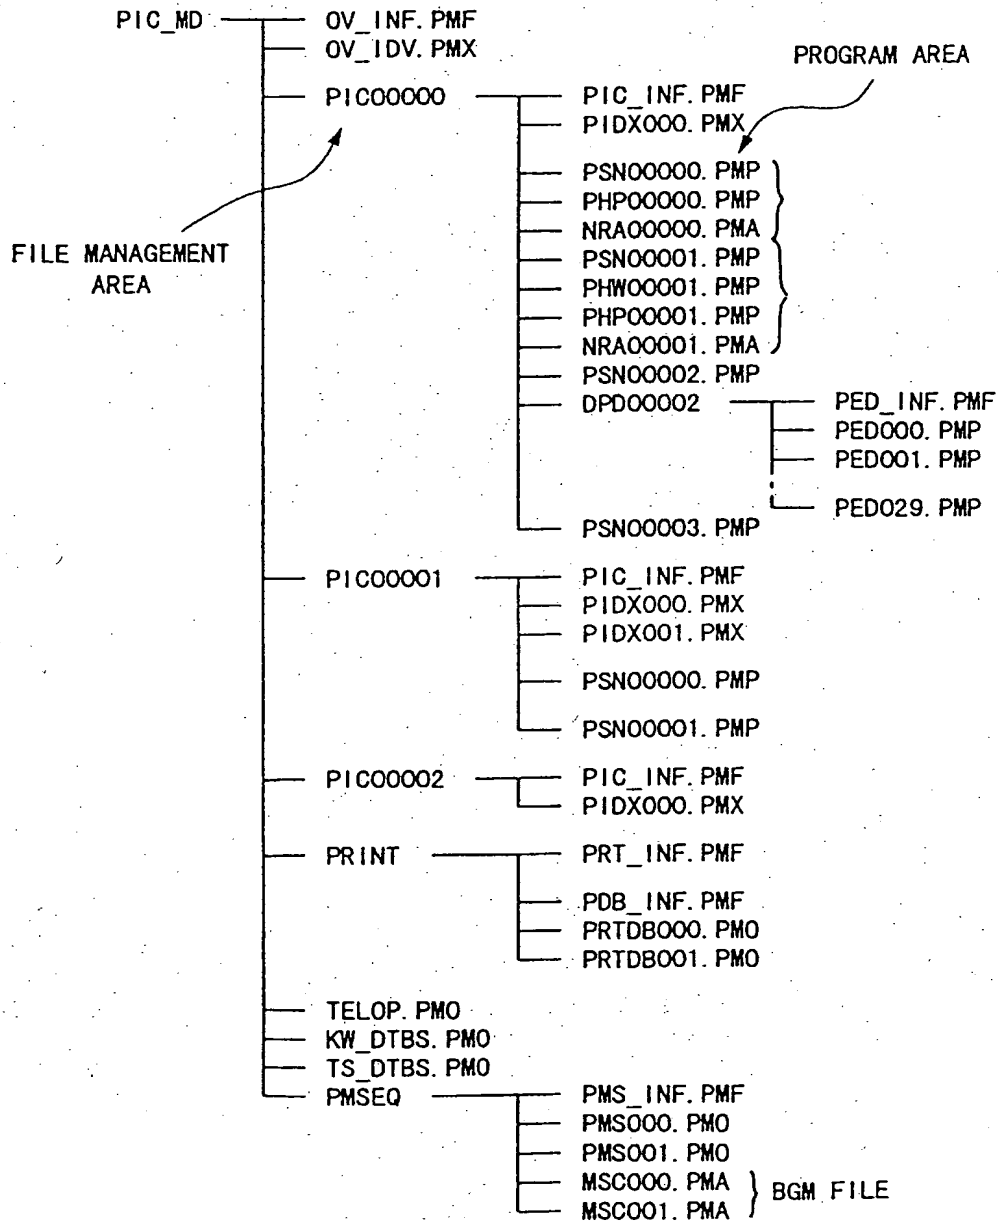 PIC_MD
OV_INF.PMF
OV_IDV.PMX
PROGRAM AREA
PIC00000
PIC_INF.PMF
PIDX000.PMX
PSN00000.PMP
PHP00000.PMP
NRA00000.PMA
FILE MANAGEMENT
AREA
PSN00001.PMP
PHW00001.PMP
PHP00001.PMP
NRA00001.PMA
PSN00002.PMP
DPD00002
PED_INF.PMF
PED000.PMP
PED001.PMP
PED029.PMP
PSN00003.PMP
PIC00001
PIC_INF.PMF
PIDX000.PMX
PIDX001.PMX
PSN00000.PMP
PSN00001.PMP
PIC00002
PIC_INF.PMF
PIDX000.PMX
PRINT
PRT_INF.PMF
PDB_INF.PMF
PRTDB000.PMO
PRTDB001.PMO
TELOP.PMO
KW_DTBS.PMO
TS_DTBS.PMO
PMSEQ
PMS_INF.PMF
PMS000.PMO
PMS001.PMO
MSC000.PMA
MSC001.PMA
BGM FILE